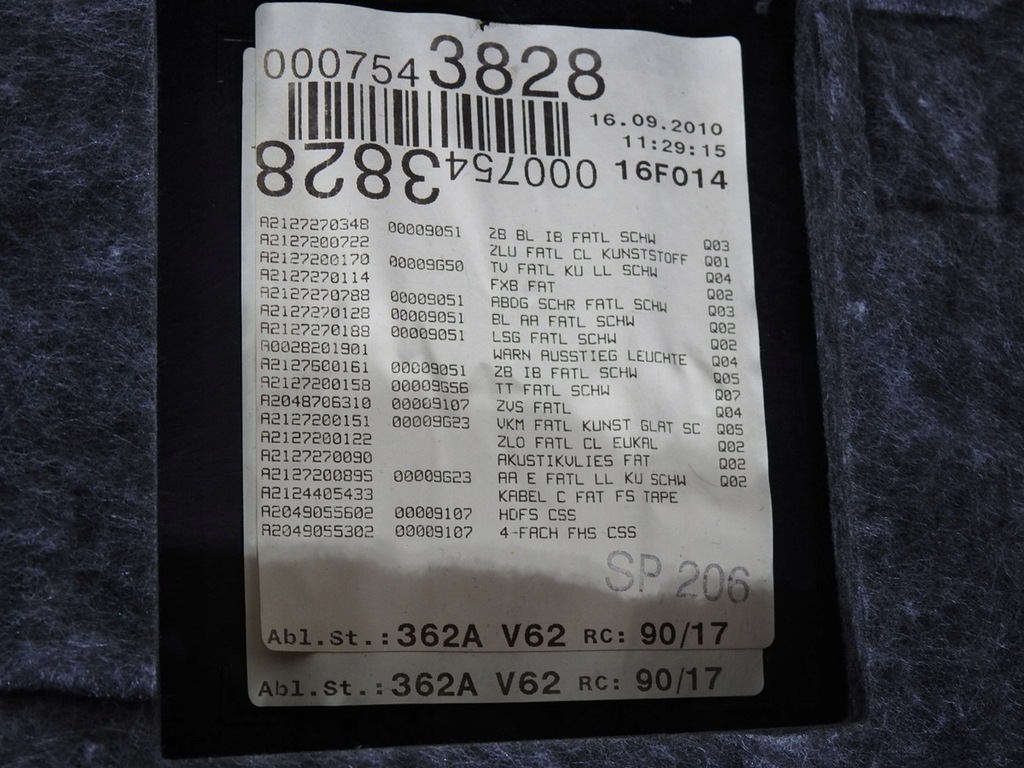 0007543828
16.09.2010
11:29:15
0007543828
16F014
A2127270348 00009051 ZB BL IB FATL SCHW Q03
A2127200722 ZLU FATL CL KUNSTSTOFF Q01
A2127200170 00009G50 TV FATL KU LL SCHW Q04
A2127270114 FXB FAT Q02
A2127270788 00009051 ABDG SCHR FATL SCHW Q03
A2127270128 00009051 BL AA FATL SCHW Q02
A2127270188 00009051 LSG FATL SCHW Q02
A0028201901 WARN AUSSTIEG LEUCHTE Q04
A2127600161 00009051 ZB IB FATL SCHW Q05
A2127200158 00009G56 TT FATL SCHW Q07
A2048706310 00009107 ZVS FATL Q04
A2127200151 00009G23 VKM FATL KUNST GLAT SC Q05
A2127200122 ZLO FATL CL EUKAL Q02
A2127270090 AKUSTIKVLIES FAT Q02
A2127200895 00009G23 AA E FATL LL KU SCHW Q02
A2124405433 KABEL C FAT FS TAPE
A2049055602 00009107 HDFS CSS
A2049055302 00009107 4-FACH FHS CSS
SP 206
Abl.St.: 362A V62 RC: 90/17
Abl.St.: 362A V62 RC: 90/17